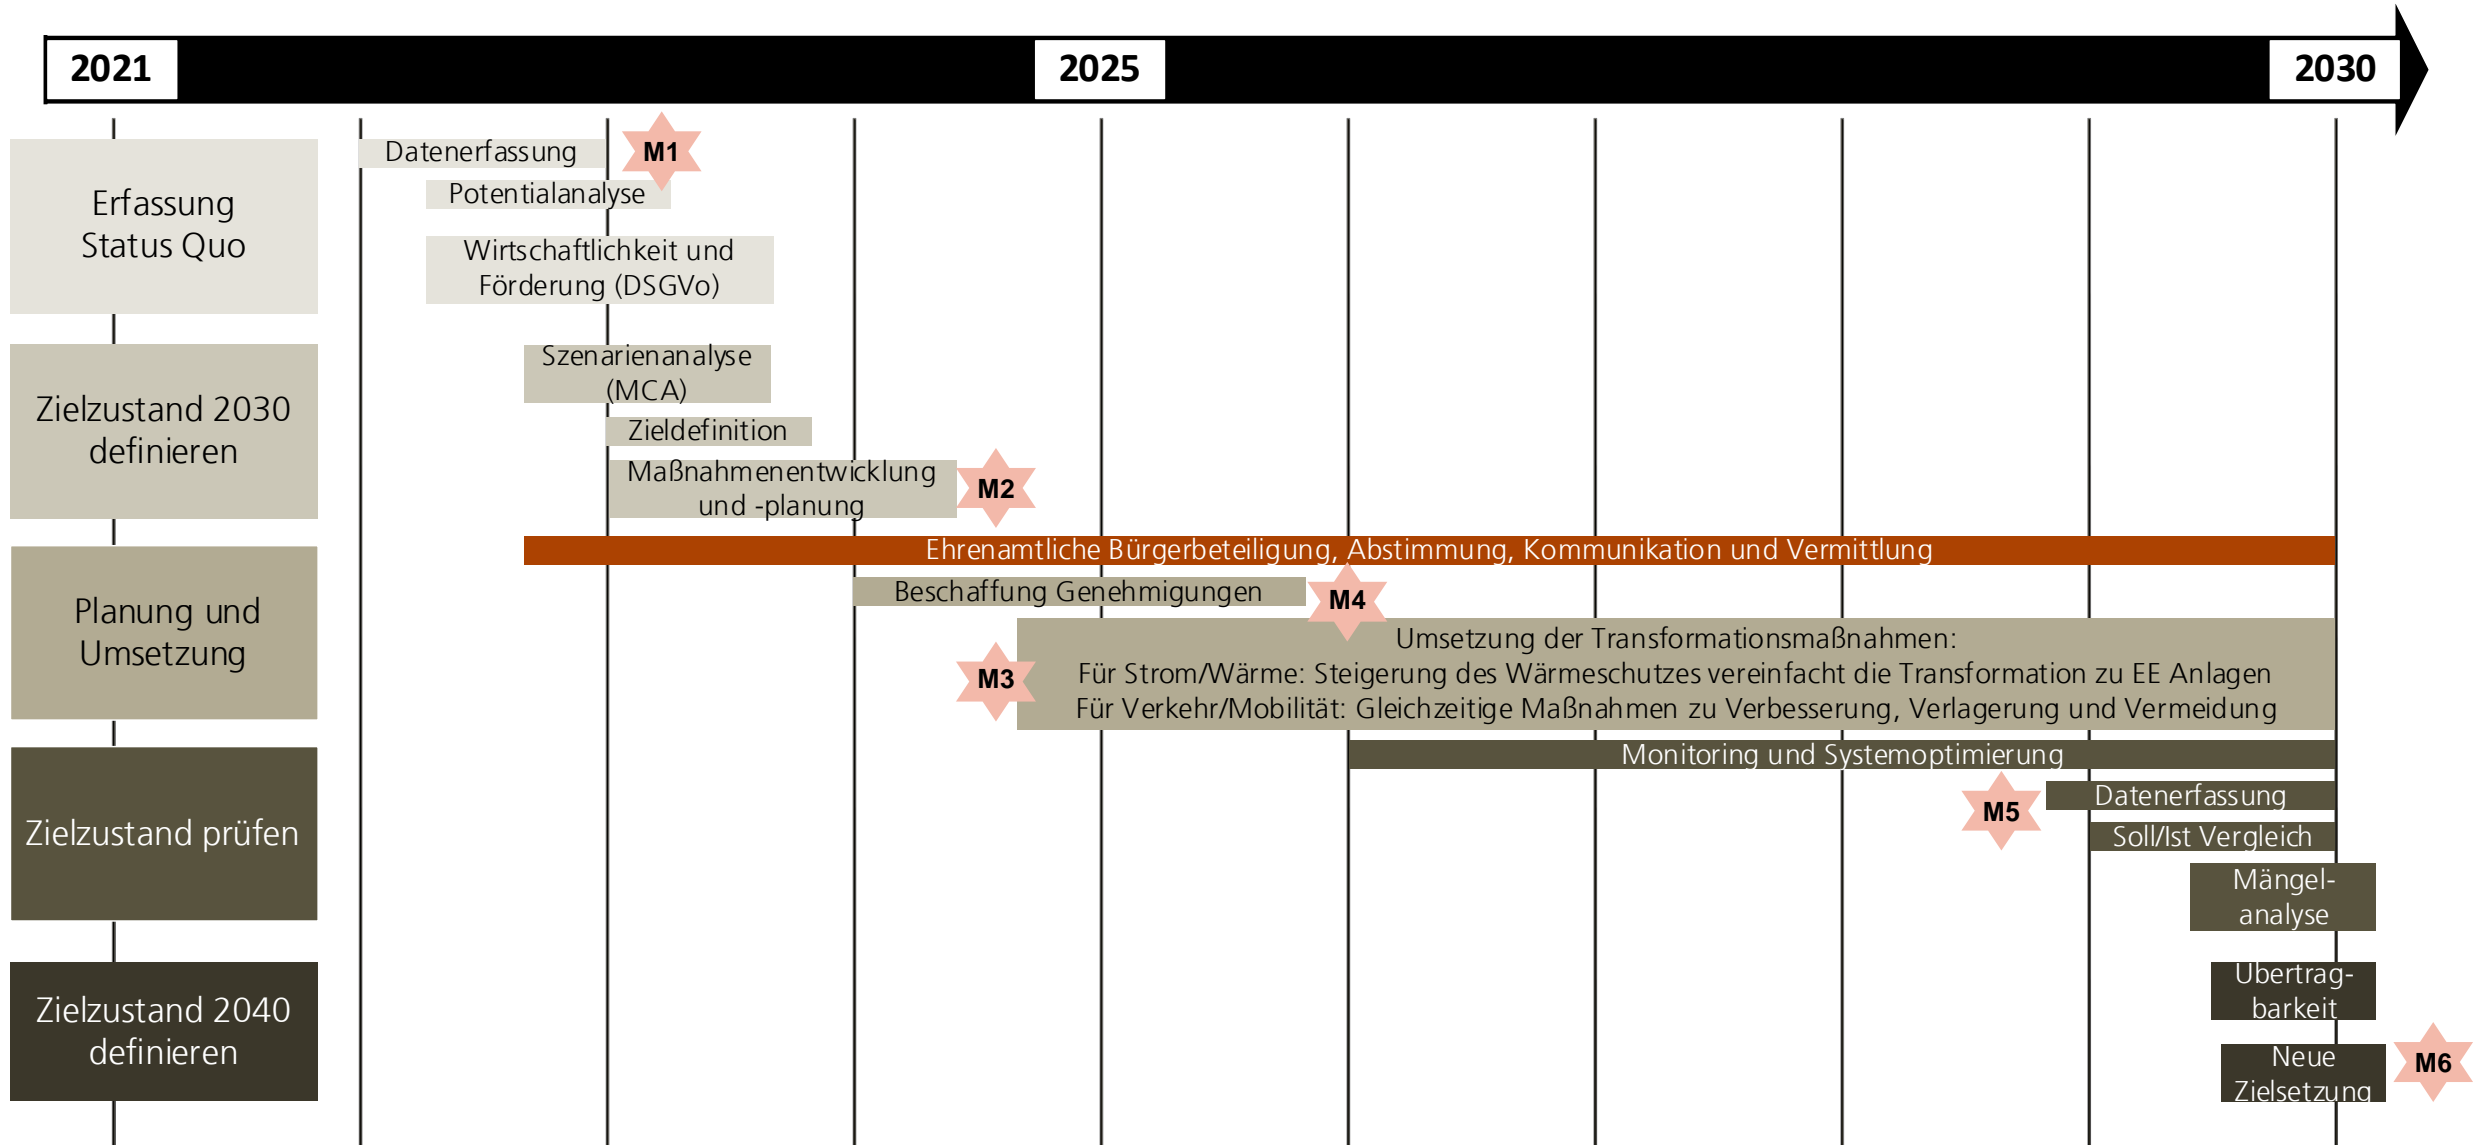 2021
2025
2030
Erfassung
Status Quo
Datenerfassung
M1
Potentialanalyse
Wirtschaftlichkeit und
Förderung (DSGVo)
Zielzustand 2030
definieren
Szenarienanalyse
(MCA)
Zieldefinition
Maßnahmenentwicklung
und -planung
M2
Planung und
Umsetzung
Ehrenamtliche Bürgerbeteiligung, Abstimmung, Kommunikation und Vermittlung
Beschaffung Genehmigungen
M4
M3
Umsetzung der Transformationsmaßnahmen:
Für Strom/Wärme: Steigerung des Wärmeschutzes vereinfacht die Transformation zu EE Anlagen
Für Verkehr/Mobilität: Gleichzeitige Maßnahmen zu Verbesserung, Verlagerung und Vermeidung
Zielzustand prüfen
Monitoring und Systemoptimierung
M5
Datenerfassung
Soll/Ist Vergleich
Mängel-
analyse
Zielzustand 2040
definieren
Übertrag-
barkeit
Neue
Zielsetzung
M6